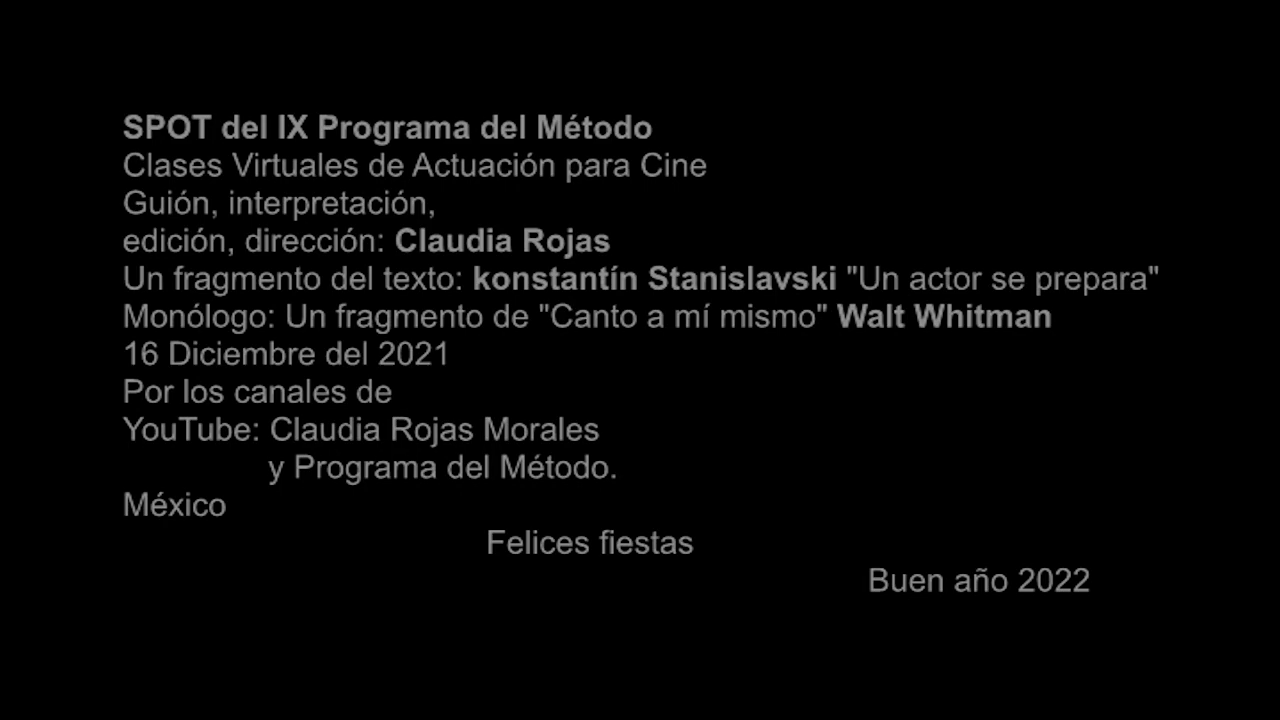 SPOT del IX Programa del Método
Clases Virtuales de Actuación para Cine
Guión, interpretación,
edición, dirección: Claudia Rojas
Un fragmento del texto: konstantín Stanislavski "Un actor se prepara"
Monólogo: Un fragmento de "Canto a mí mismo" Walt Whitman
16 Diciembre del 2021
Por los canales de
YouTube: Claudia Rojas Morales
y Programa del Método.
México
Felices fiestas
Buen año 2022